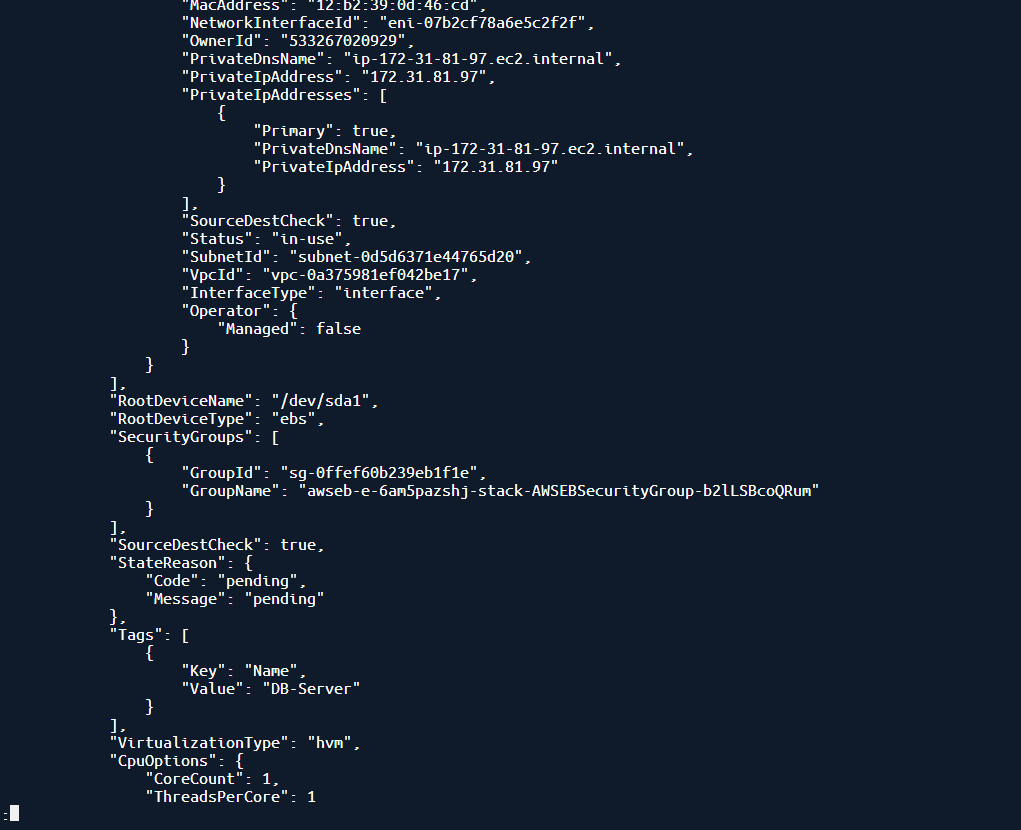 "MacAddress": "12:b2:39:0d:46:cd",
"NetworkInterfaceId": "eni-07b2cf78a6e5c2f2f",
"OwnerId": "533267020929",
"PrivateDnsName": "ip-172-31-81-97.ec2.internal",
"PrivateIpAddress": "172.31.81.97",
"PrivateIpAddresses": [
{
"Primary": true,
"PrivateDnsName": "ip-172-31-81-97.ec2.internal",
"PrivateIpAddress": "172.31.81.97"
}
],
"SourceDestCheck": true,
"Status": "in-use",
"SubnetId": "subnet-0d5d6371e44765d20",
"VpcId": "vpc-0a375981ef042be17",
"InterfaceType": "interface",
"Operator": {
"Managed": false
}
}
],
"RootDeviceName": "/dev/sda1",
"RootDeviceType": "ebs",
"SecurityGroups": [
{
"GroupId": "sg-0ffef60b239eb1f1e",
"GroupName": "awseb-e-6am5pazshj-stack-AWSEBSecurityGroup-b2lLSBcoQRum"
}
],
"SourceDestCheck": true,
"StateReason": {
"Code": "pending",
"Message": "pending"
},
"Tags": [
{
"Key": "Name",
"Value": "DB-Server"
}
],
"VirtualizationType": "hvm",
"CpuOptions": {
"CoreCount": 1,
"ThreadsPerCore": 1
: